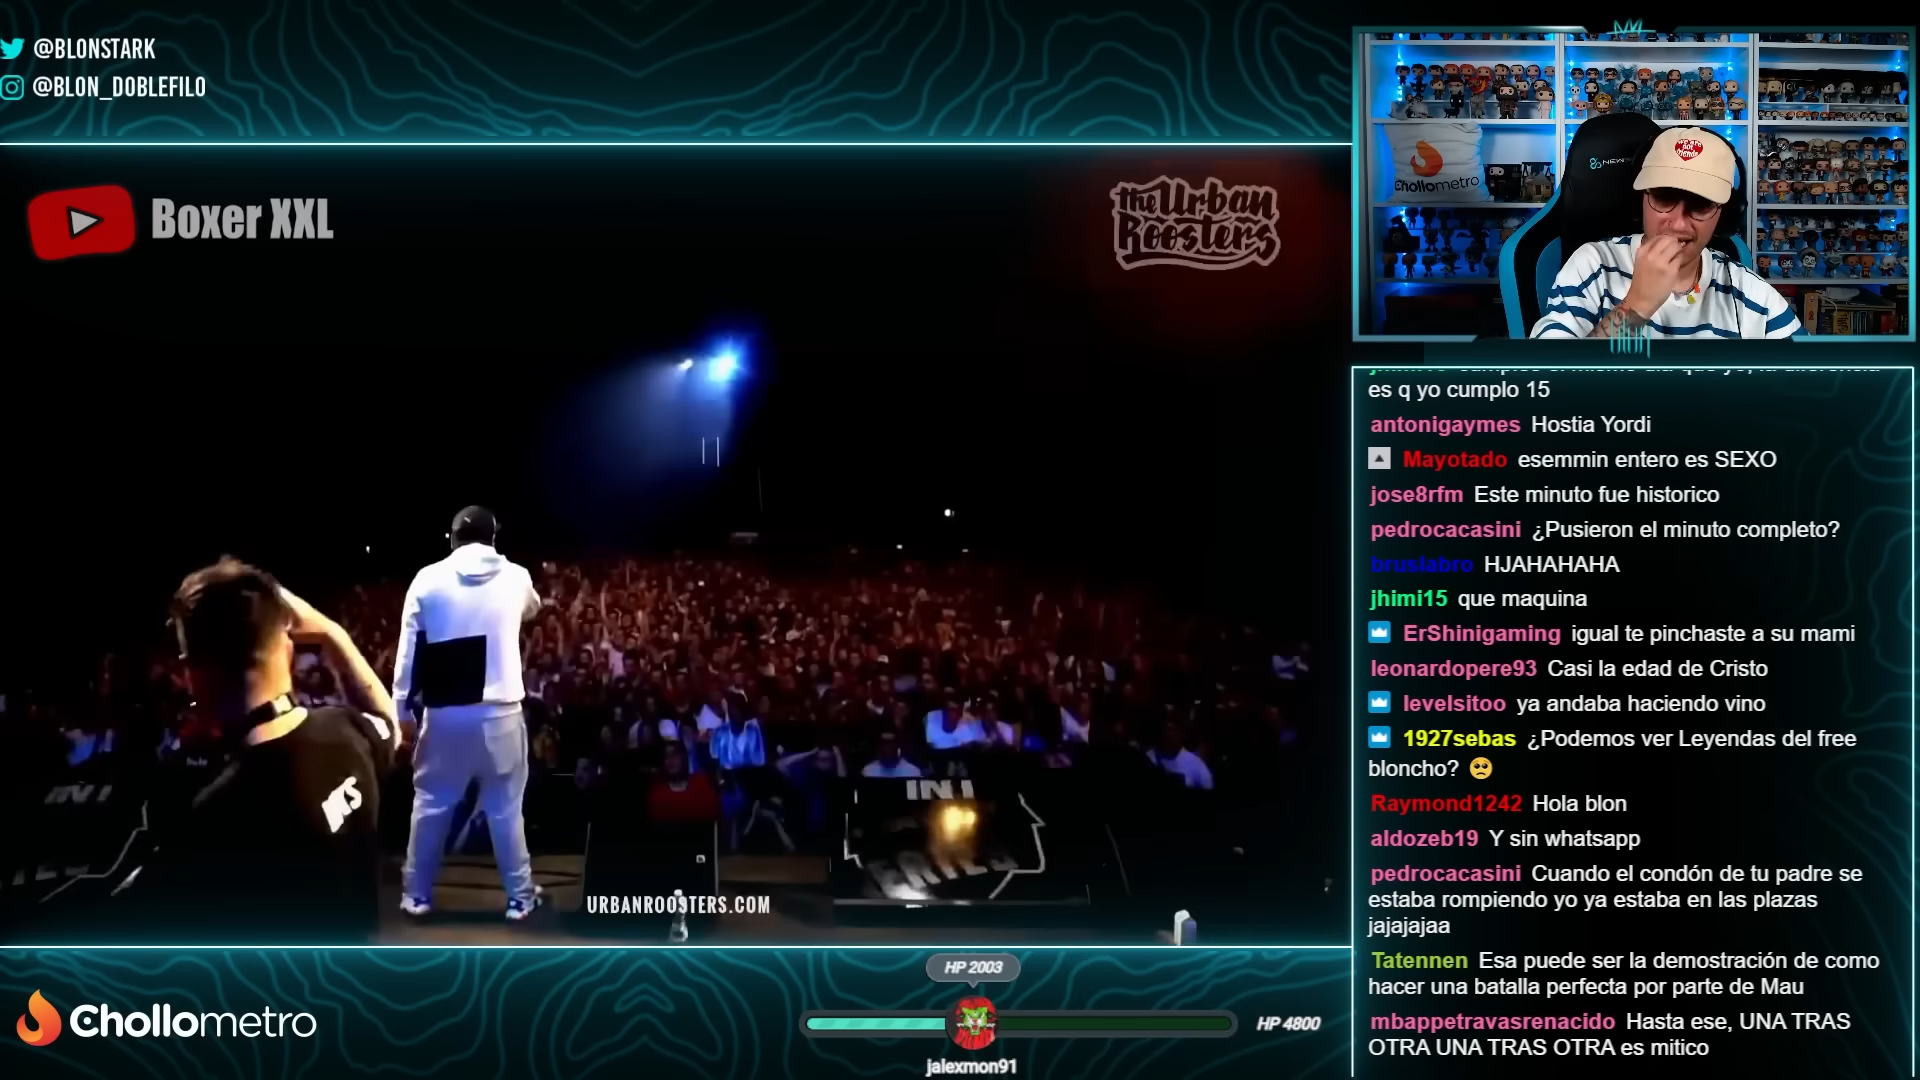 @BLONSTARK
@BLON_DOBLEFILO
Boxer XXL
the Urban
Roosters
URBANROOSTERS.COM
Chollometro
we are
not
friends
Chollometro
HP 2003
HP 4800
jalexmon91
es q yo cumplo 15
antonigaymes Hostia Yordi
Mayotado esemmin entero es SEXO
jose8rfm Este minuto fue historico
pedrocacasini ¿Pusieron el minuto completo?
bruslabro HJAHAHAHA
jhimi15 que maquina
ErShinigaming igual te pinchaste a su mami
leonardopere93 Casi la edad de Cristo
levelsitoo ya andaba haciendo vino
1927sebas ¿Podemos ver Leyendas del free
bloncho? 🥺
Raymond1242 Hola blon
aldozeb19 Y sin whatsapp
pedrocacasini Cuando el condón de tu padre se
estaba rompiendo yo ya estaba en las plazas
jajajajaa
Tatennen Esa puede ser la demostración de como
hacer una batalla perfecta por parte de Mau
mbappetravasrenacido Hasta ese, UNA TRAS
OTRA UNA TRAS OTRA es mitico